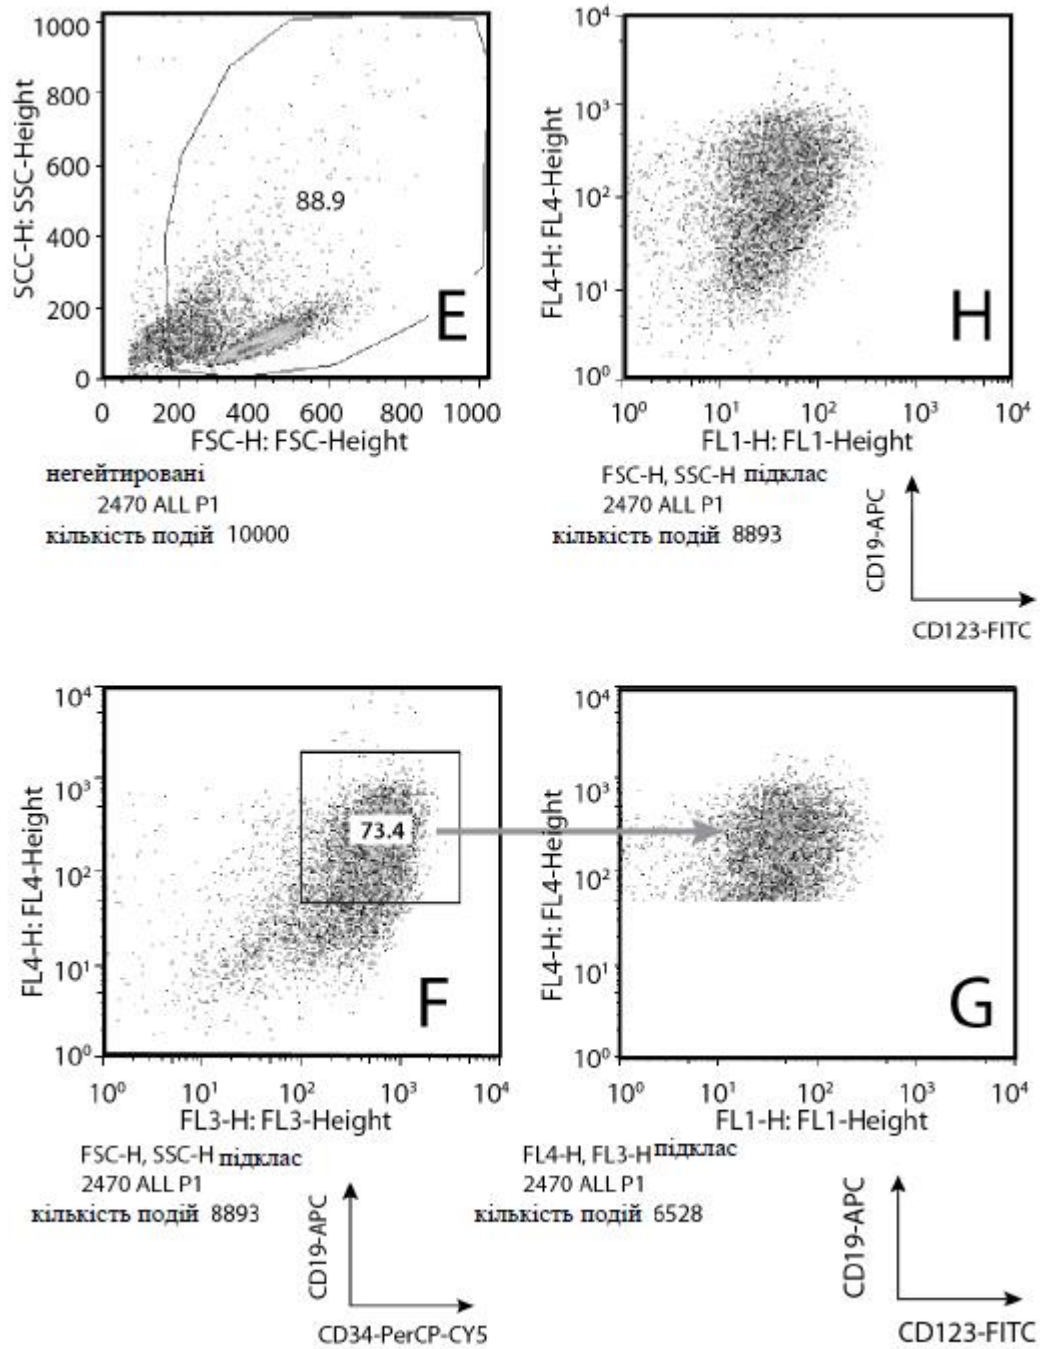 1000
800
600
400
200
0
SCC-H: SSC-Height
88.9
E
0 200 400 600 800 1000
FSC-H: FSC-Height
негейтировані
2470 ALL P1
кількість подій 10000
10⁴
10³
10²
10¹
10⁰
FL4-H: FL4-Height
H
10⁰ 10¹ 10² 10³ 10⁴
FL1-H: FL1-Height
FSC-H, SSC-H підклас
2470 ALL P1
кількість подій 8893
CD19-APC
CD123-FITC
10⁴
10³
10²
10¹
10⁰
FL4-H: FL4-Height
73.4
F
10⁰ 10¹ 10² 10³ 10⁴
FL3-H: FL3-Height
FSC-H, SSC-H підклас
2470 ALL P1
кількість подій 8893
CD19-APC
CD34-PerCP-CY5
10⁴
10³
10²
10¹
10⁰
FL4-H: FL4-Height
G
10⁰ 10¹ 10² 10³ 10⁴
FL1-H: FL1-Height
FL4-H, FL3-H підклас
2470 ALL P1
кількість подій 6528
CD19-APC
CD123-FITC